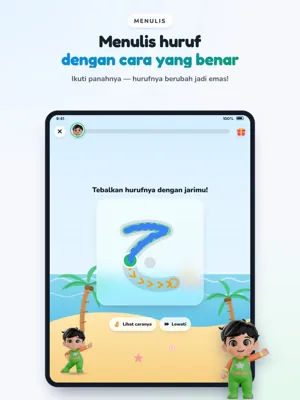 MENULIS
Menulis huruf
dengan cara yang benar
Ikuti panahnya — hurufnya berubah jadi emas!
9:41
100%
Tebalkan hurufnya dengan jarimu!
ح
Lihat caranya
Lewati